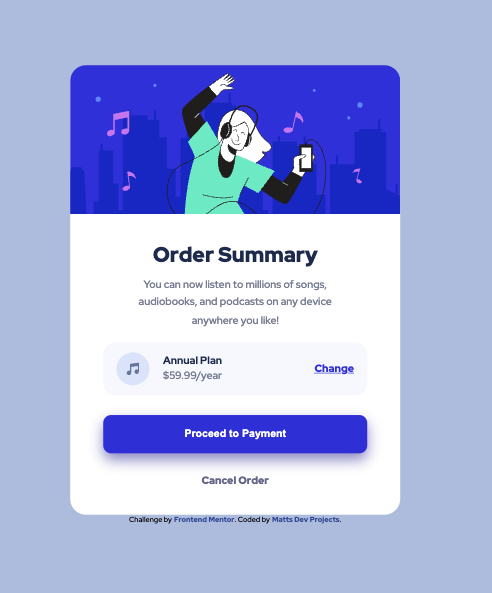 Order Summary
You can now listen to millions of songs,
audiobooks, and podcasts on any device
anywhere you like!
Annual Plan
$59.99/year
Change
Proceed to Payment
Cancel Order
Challenge by Frontend Mentor. Coded by Matts Dev Projects.